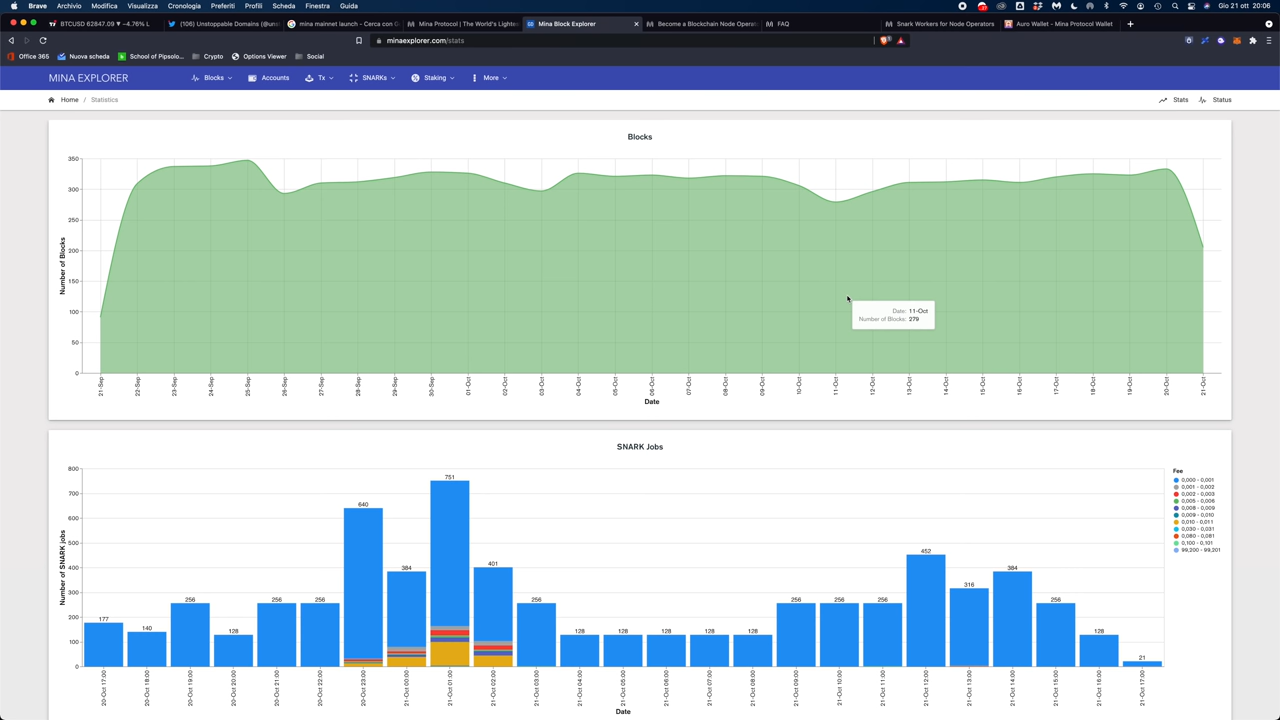 Brave Archivio Modifica Visualizza Cronologia Preferiti Profili Scheda Finestra Guida Gio 21 ott 20:06
BTCUSD 62847.09 ▼ −4.76% L (106) Unstoppable Domains (@uns mina mainnet launch - Cerca con G Mina Protocol | The World's Lightes Mina Block Explorer Become a Blockchain Node Operat FAQ Snark Workers for Node Operators Auro Wallet - Mina Protocol Wallet
minaexplorer.com/stats
Office 365 Nuova scheda School of Pipsolo... Crypto Options Viewer Social
MINA EXPLORER Blocks Accounts Tx SNARKs Staking More
Home / Statistics Stats Status
Blocks
350
300
250
200
150
100
50
0
Number of Blocks
Date: 11-Oct
Number of Blocks: 279
21-Sep 22-Sep 23-Sep 24-Sep 25-Sep 26-Sep 27-Sep 28-Sep 29-Sep 30-Sep 01-Oct 02-Oct 03-Oct 04-Oct 05-Oct 06-Oct 07-Oct 08-Oct 09-Oct 10-Oct 11-Oct 12-Oct 13-Oct 14-Oct 15-Oct 16-Oct 17-Oct 18-Oct 19-Oct 20-Oct 21-Oct
Date
SNARK Jobs
800
700
600
500
400
300
200
100
0
Number of SNARK jobs
177 140 256 128 256 256 640 384 751 401 256 128 128 128 128 128 256 256 256 452 316 384 256 128 21
Fee
0,000 - 0,001
0,001 - 0,002
0,002 - 0,003
0,005 - 0,006
0,008 - 0,009
0,009 - 0,010
0,010 - 0,011
0,030 - 0,031
0,080 - 0,081
0,100 - 0,101
99,200 - 99,201
20-Oct 17:00 20-Oct 18:00 20-Oct 19:00 20-Oct 20:00 20-Oct 21:00 20-Oct 22:00 20-Oct 23:00 21-Oct 00:00 21-Oct 01:00 21-Oct 02:00 21-Oct 03:00 21-Oct 04:00 21-Oct 05:00 21-Oct 06:00 21-Oct 07:00 21-Oct 08:00 21-Oct 09:00 21-Oct 10:00 21-Oct 11:00 21-Oct 12:00 21-Oct 13:00 21-Oct 14:00 21-Oct 15:00 21-Oct 16:00 21-Oct 17:00
Date